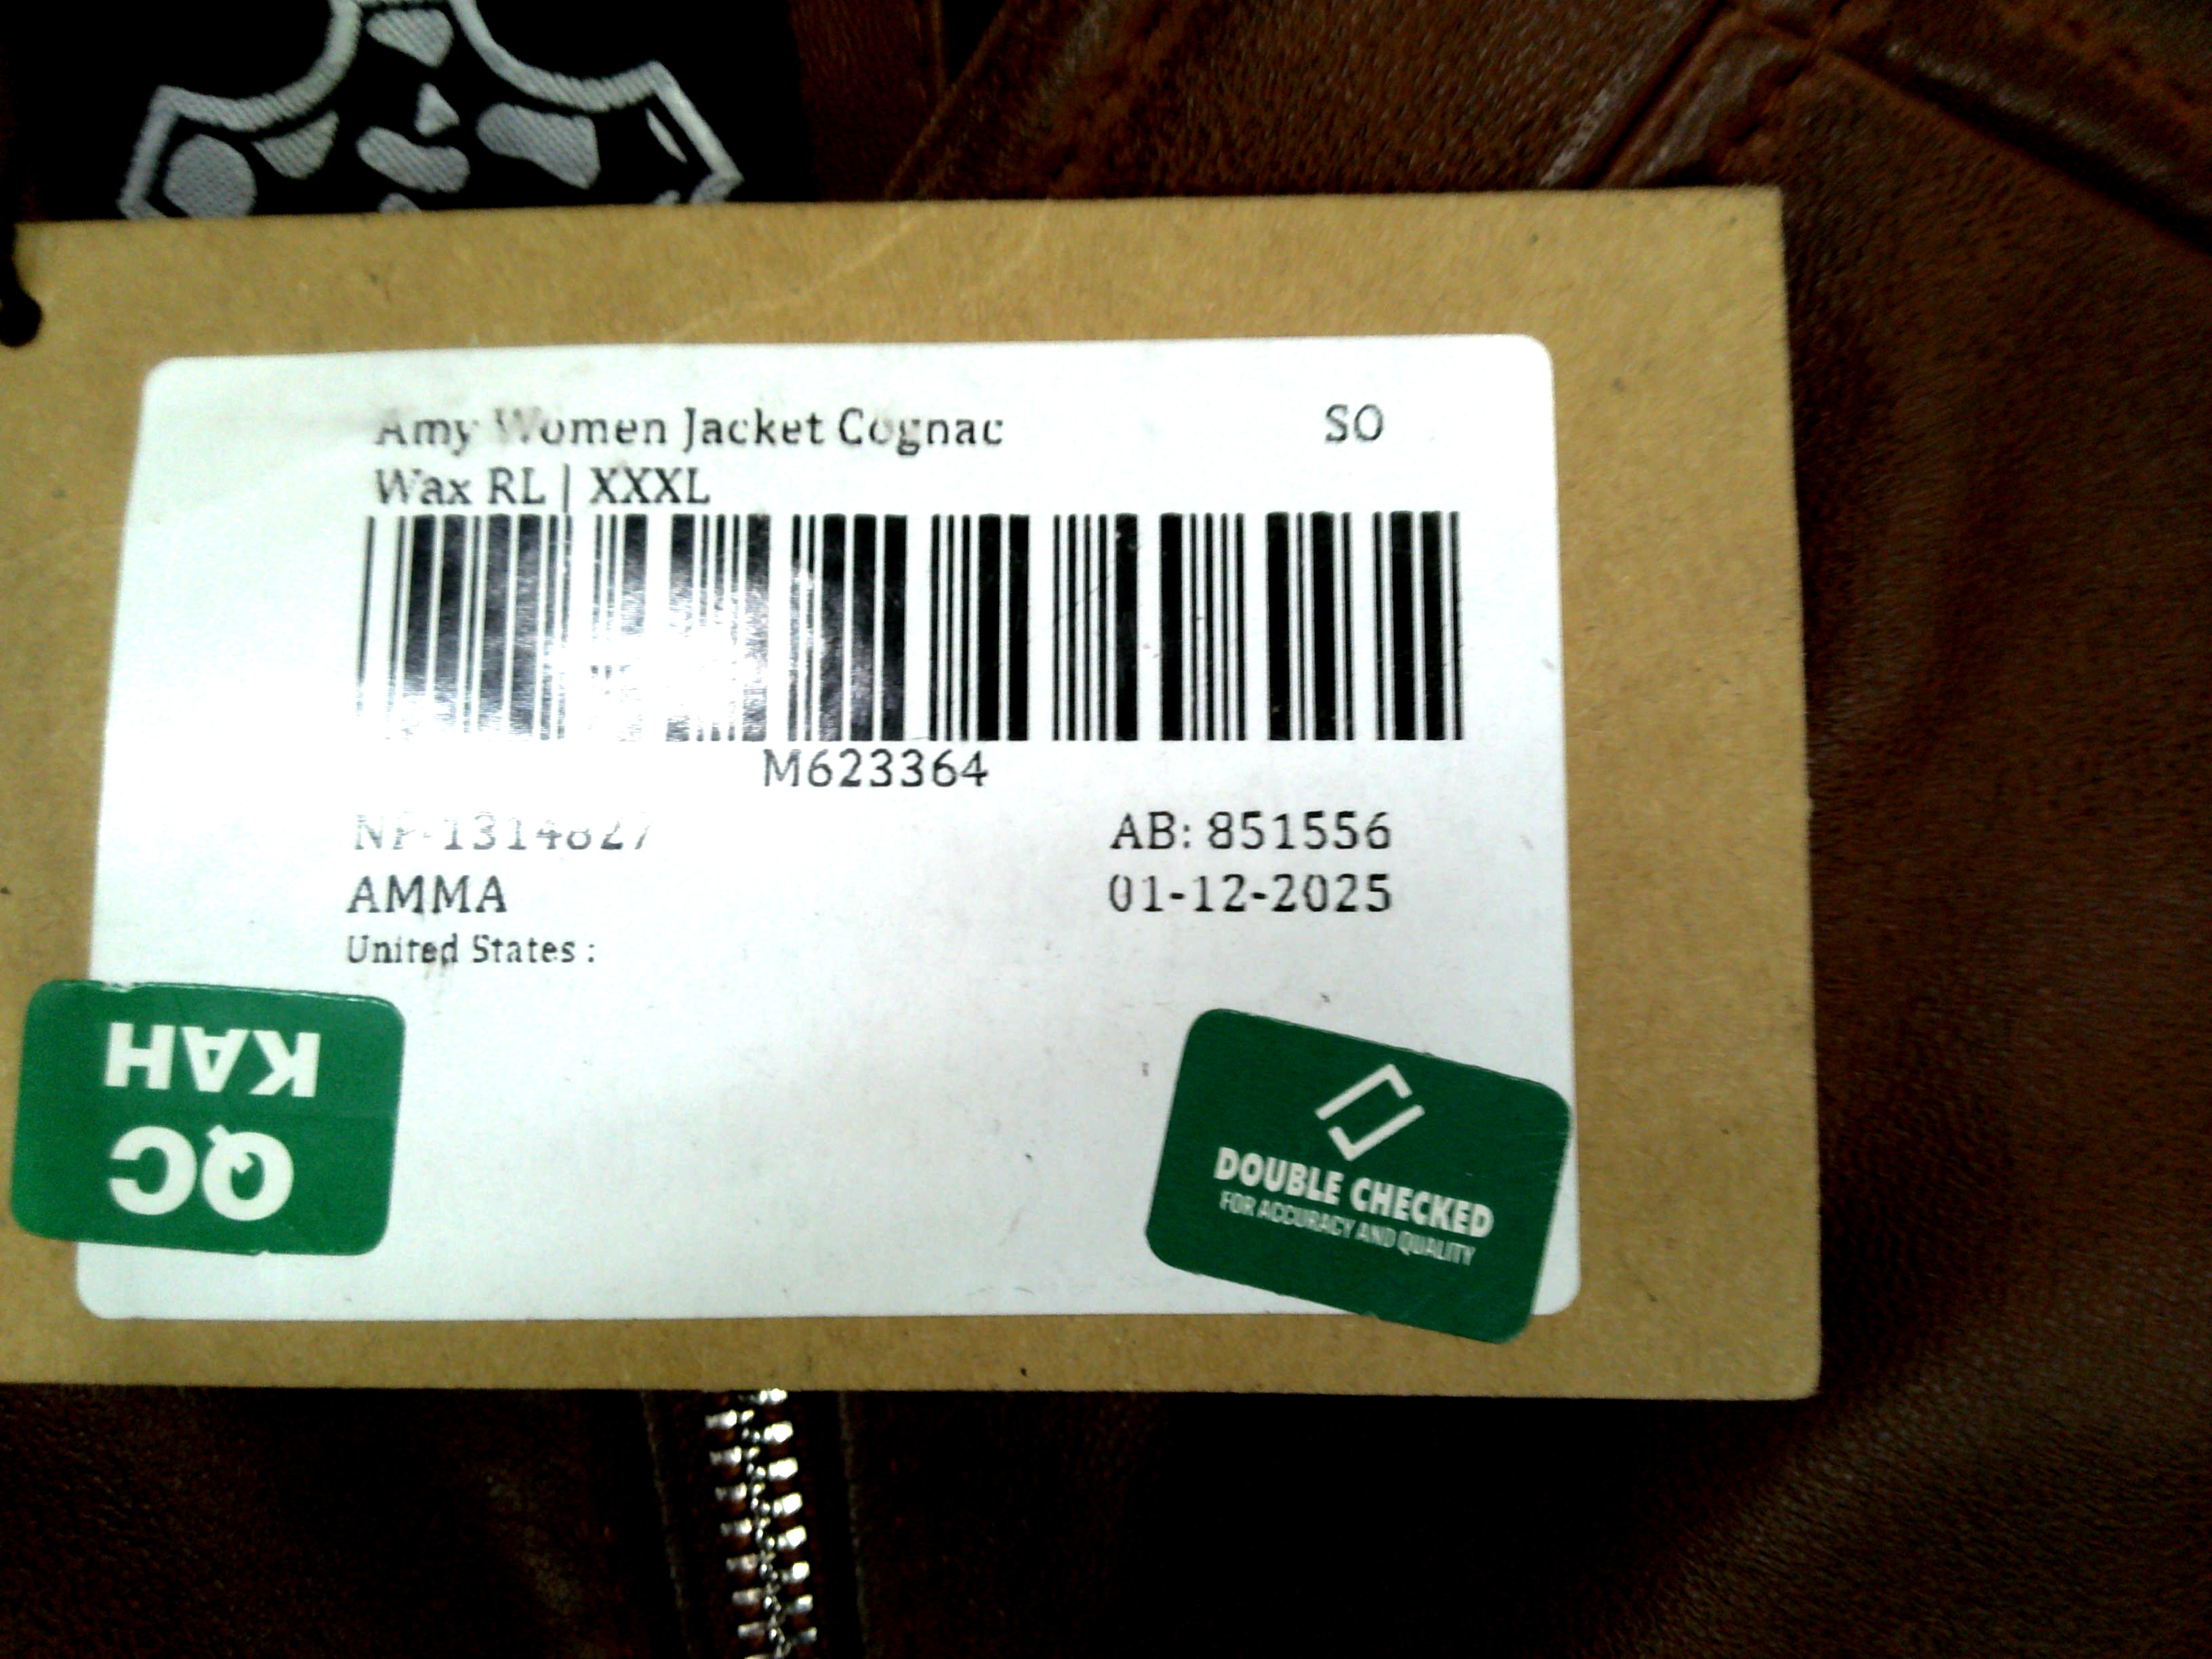 Amy Women Jacket Cognac SO
Wax RL | XXXL
M623364
NP-1314827 AB: 851556
AMMA 01-12-2025
United States :
QC
KAH
DOUBLE CHECKED
FOR ACCURACY AND QUALITY